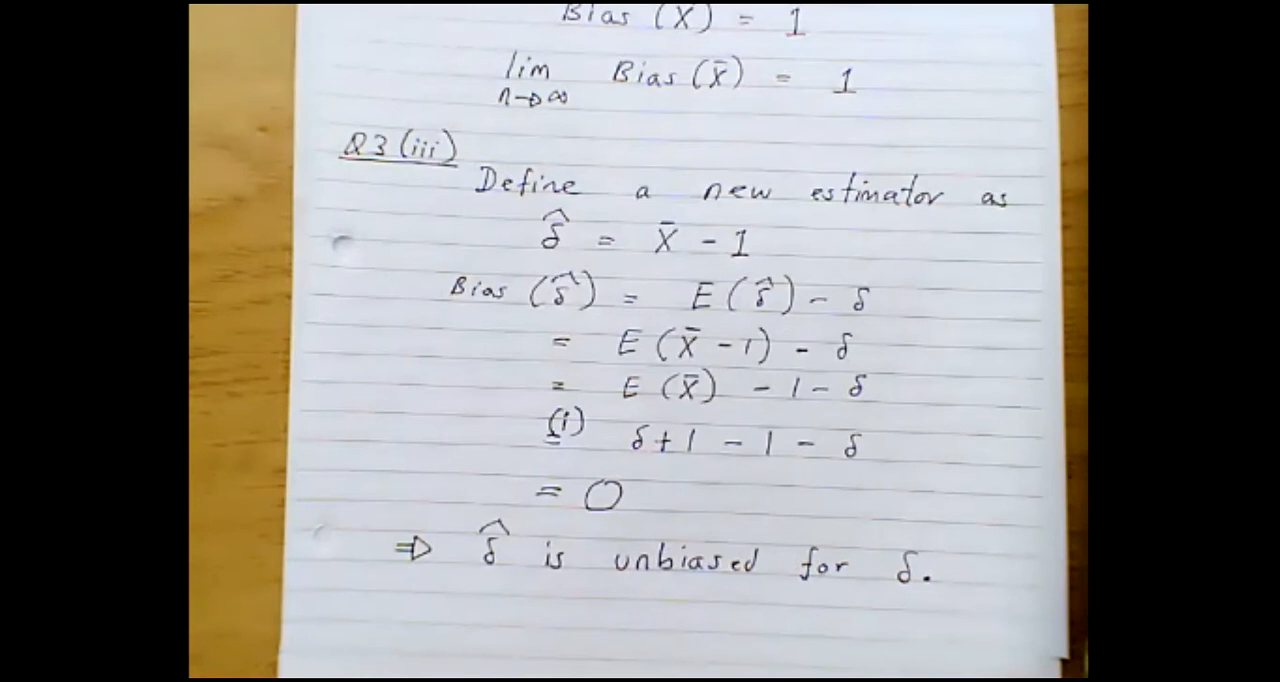 Bias (X̄) = 1
lim Bias (X̄) = 1
n→∞
Q3 (iii)
Define a new estimator as
δ̂ = X̄ - 1
Bias (δ̂) = E (δ̂) - δ
= E (X̄ - 1) - δ
= E (X̄) - 1 - δ
(i)
= δ + 1 - 1 - δ
= 0
⇒ δ̂ is unbiased for δ.